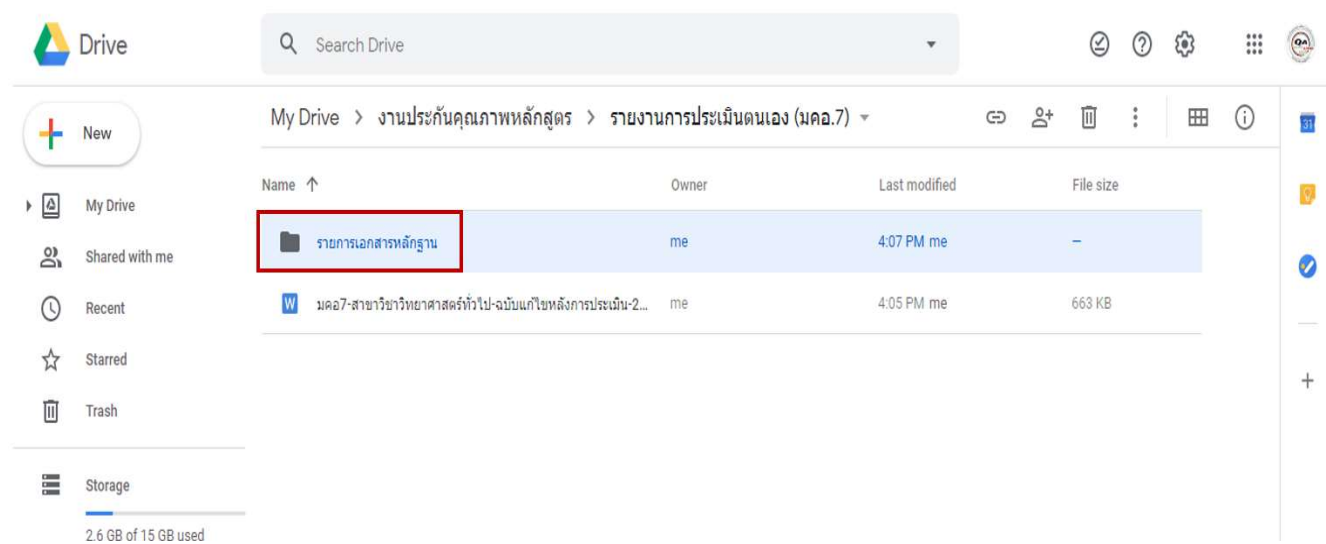 Drive
Search Drive
QA
My Drive > งานประกันคุณภาพหลักสูตร > รายงานการประเมินตนเอง (มคอ.7)
31
New
Name Owner Last modified File size
My Drive
รายการเอกสารหลักฐาน me 4:07 PM me –
Shared with me
W มคอ7-สาขาวิชาวิทยาศาสตร์ทั่วไป-ฉบับแก้ไขหลังการประเมิน-2... me 4:05 PM me 663 KB
Recent
Starred
Trash
Storage
2.6 GB of 15 GB used